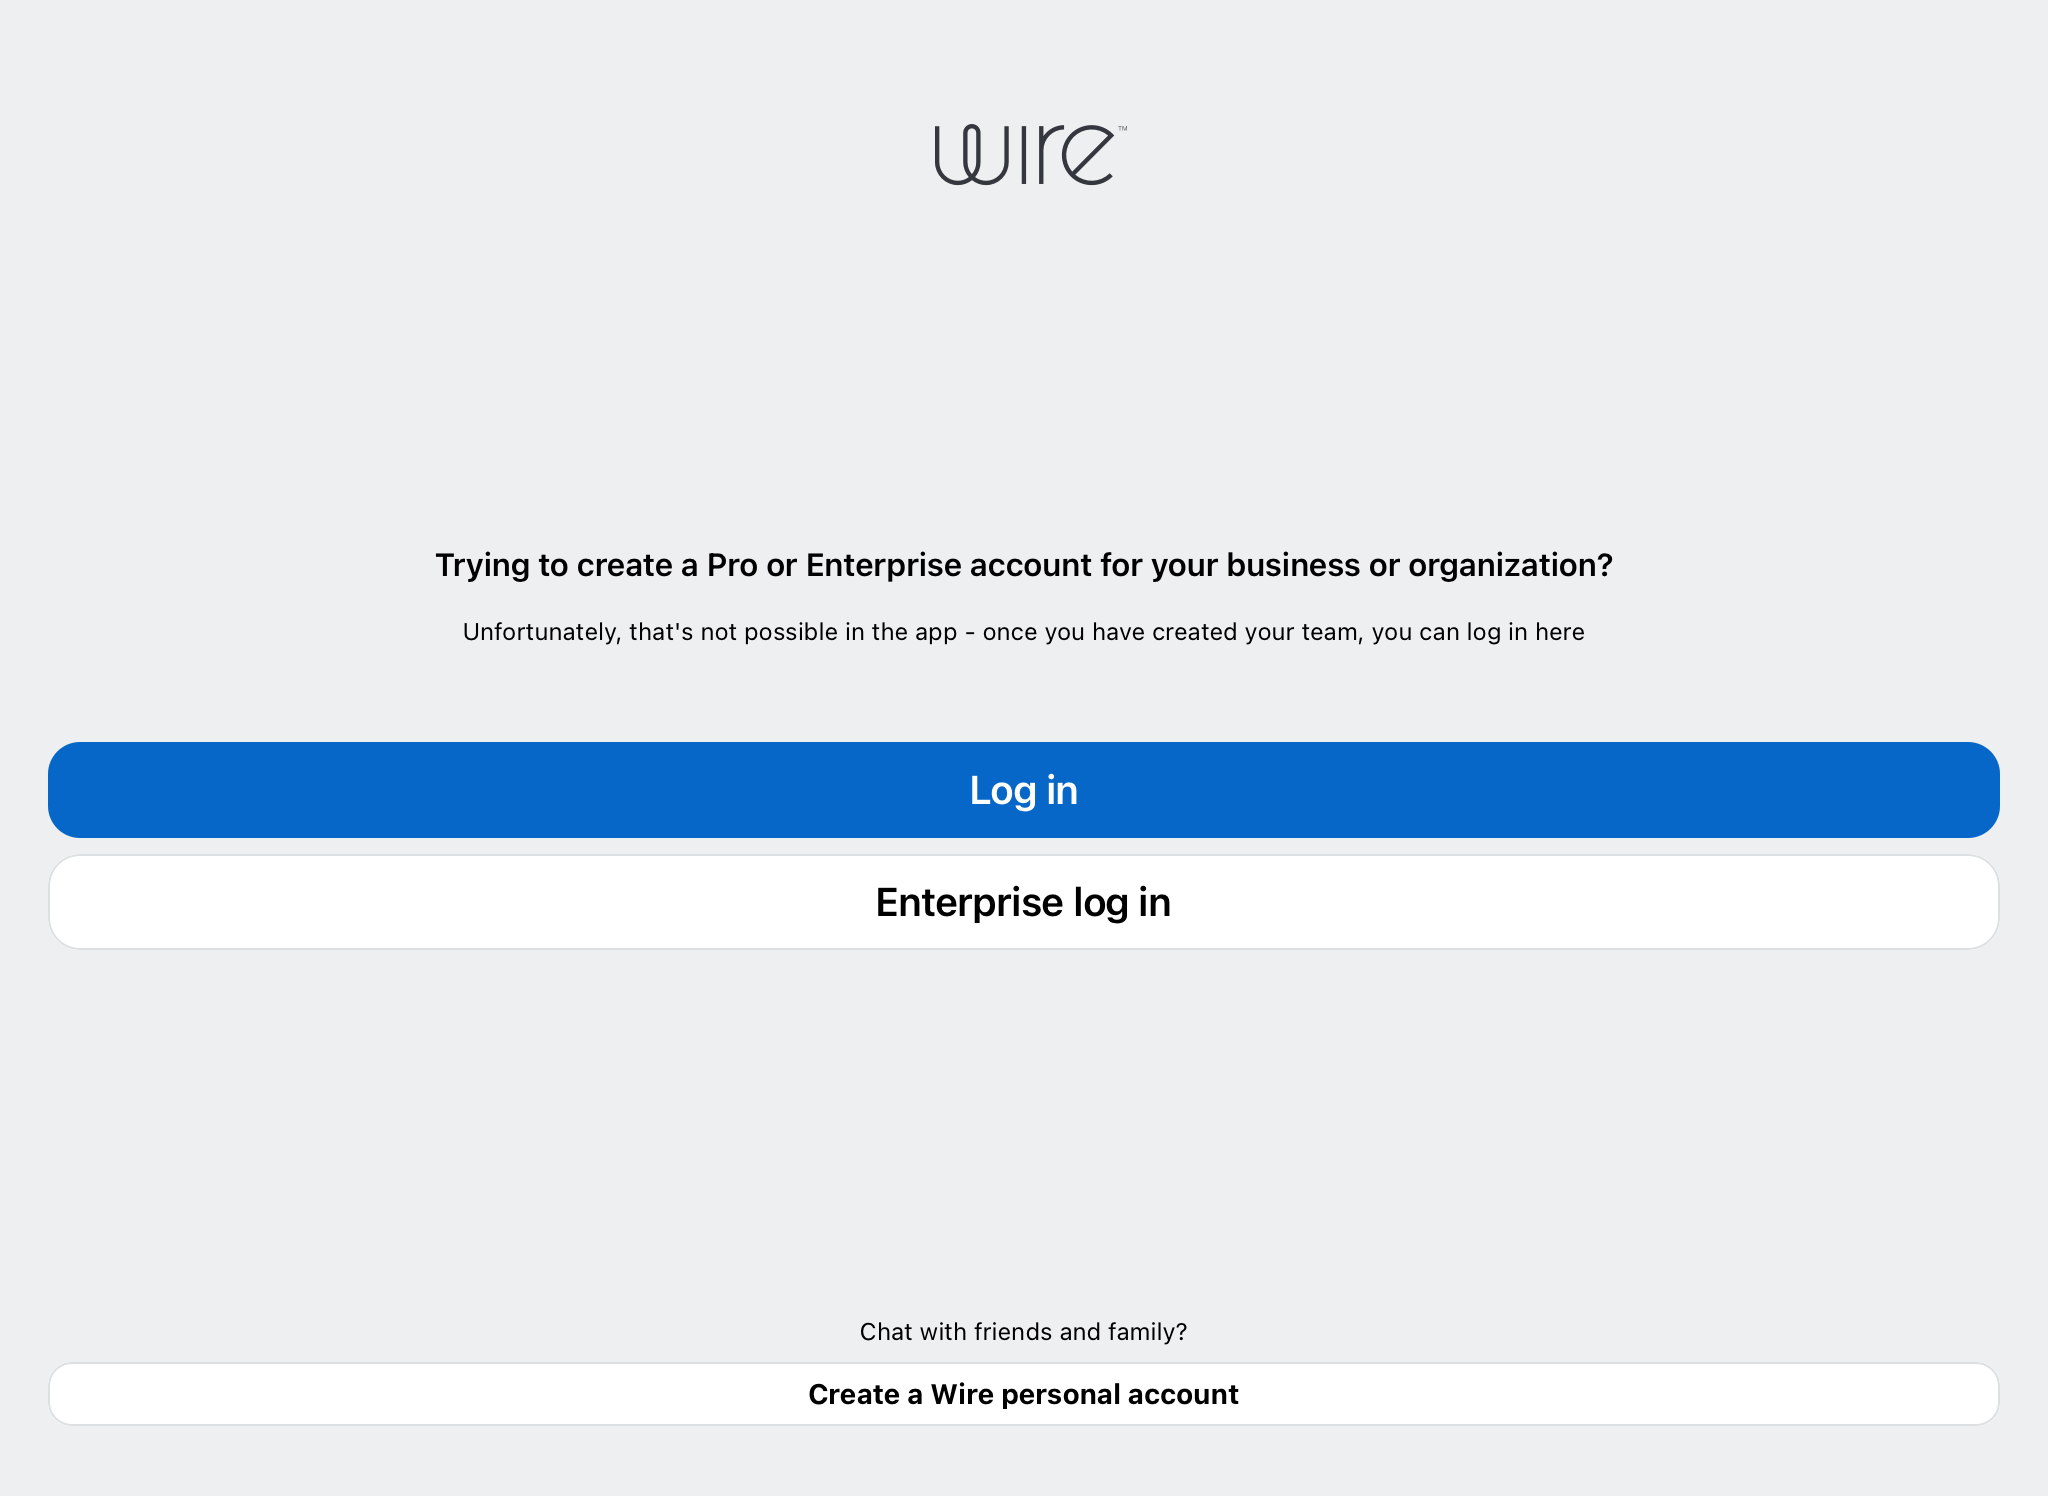 wire™
Trying to create a Pro or Enterprise account for your business or organization?
Unfortunately, that's not possible in the app - once you have created your team, you can log in here
Log in
Enterprise log in
Chat with friends and family?
Create a Wire personal account